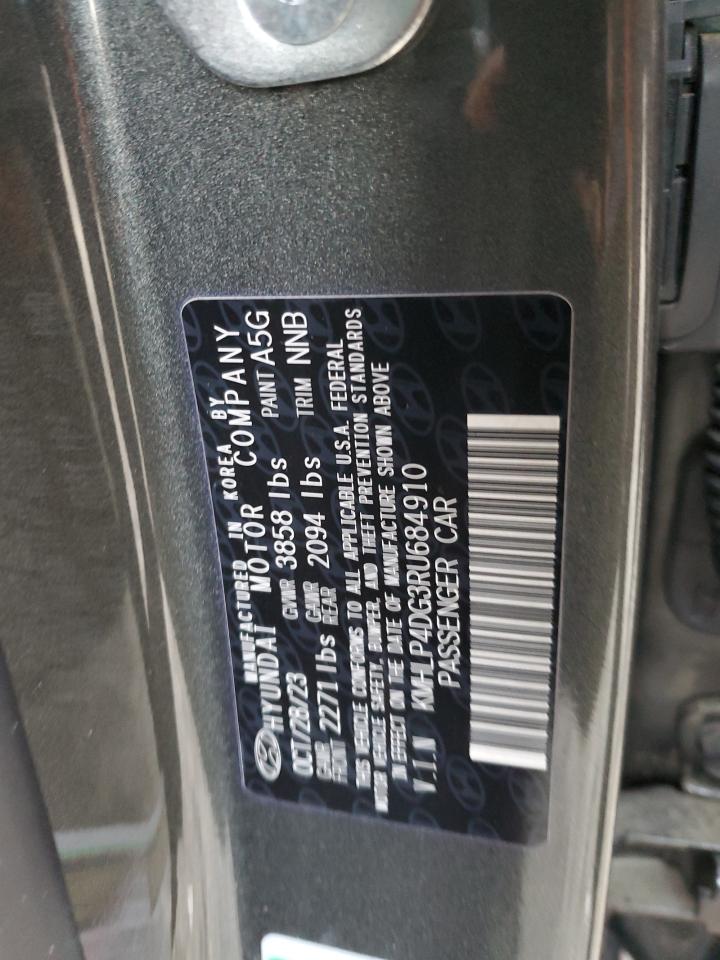 MANUFACTURED IN KOREA BY
HYUNDAI MOTOR COMPANY
OCT/28/23 GVWR 3858 lbs PAINT A5G
GAWR FRONT 2271 lbs GAWR REAR 2094 lbs TRIM NNB
THIS VEHICLE CONFORMS TO ALL APPLICABLE U.S.A. FEDERAL
MOTOR VEHICLE SAFETY, BUMPER, AND THEFT PREVENTION STANDARDS
IN EFFECT ON THE DATE OF MANUFACTURE SHOWN ABOVE
V.I.N KMHLP4DG3RU684910
PASSENGER CAR